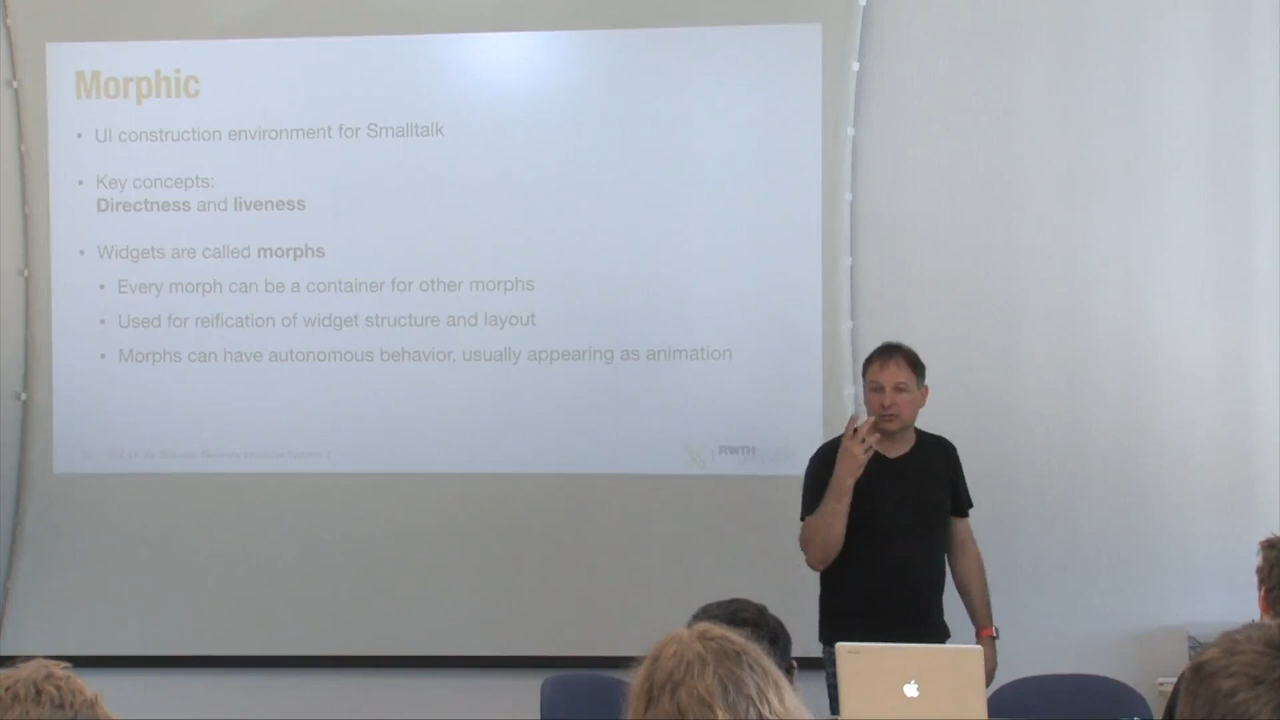 Morphic
• UI construction environment for Smalltalk
• Key concepts:
Directness and liveness
• Widgets are called morphs
• Every morph can be a container for other morphs
• Used for reification of widget structure and layout
• Morphs can have autonomous behavior, usually appearing as animation
RWTH